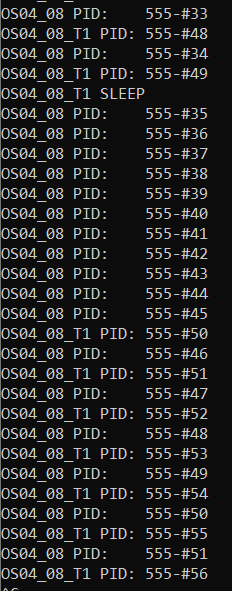 OS04_08 PID:    555-#33
OS04_08_T1 PID: 555-#48
OS04_08 PID:    555-#34
OS04_08_T1 PID: 555-#49
OS04_08_T1 SLEEP
OS04_08 PID:    555-#35
OS04_08 PID:    555-#36
OS04_08 PID:    555-#37
OS04_08 PID:    555-#38
OS04_08 PID:    555-#39
OS04_08 PID:    555-#40
OS04_08 PID:    555-#41
OS04_08 PID:    555-#42
OS04_08 PID:    555-#43
OS04_08 PID:    555-#44
OS04_08 PID:    555-#45
OS04_08_T1 PID: 555-#50
OS04_08 PID:    555-#46
OS04_08_T1 PID: 555-#51
OS04_08 PID:    555-#47
OS04_08_T1 PID: 555-#52
OS04_08 PID:    555-#48
OS04_08_T1 PID: 555-#53
OS04_08 PID:    555-#49
OS04_08_T1 PID: 555-#54
OS04_08 PID:    555-#50
OS04_08_T1 PID: 555-#55
OS04_08 PID:    555-#51
OS04_08_T1 PID: 555-#56